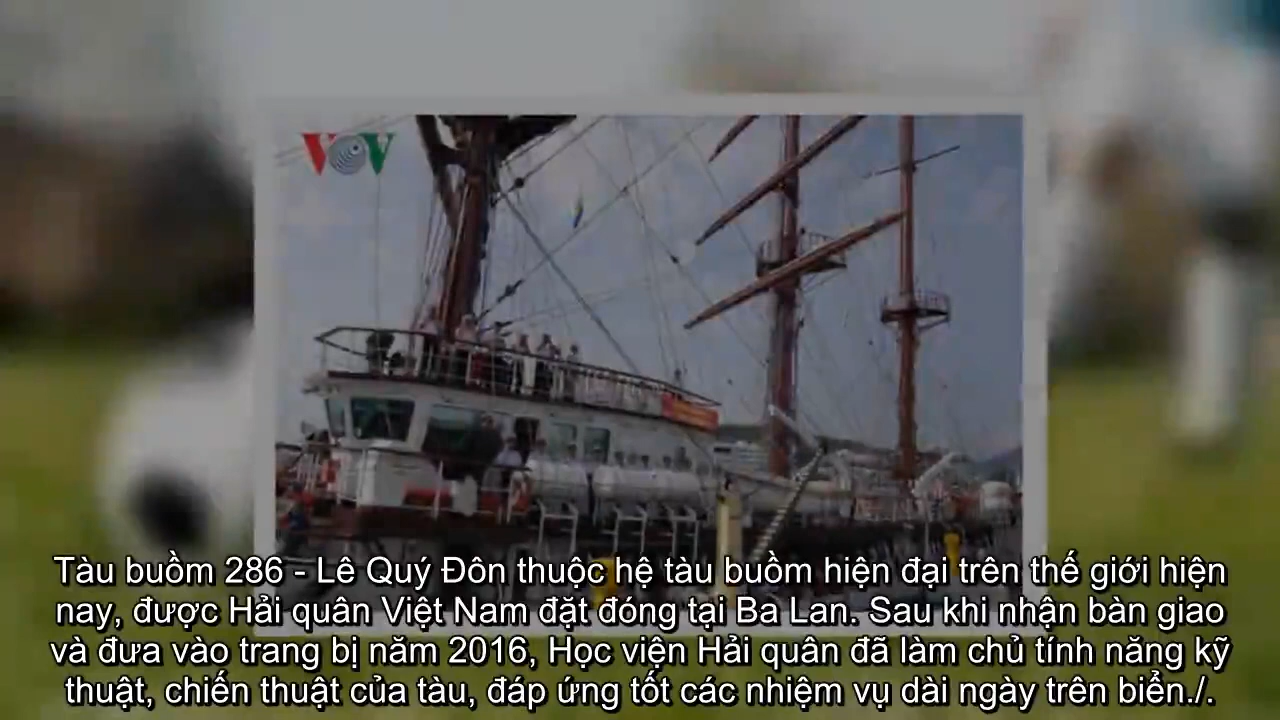 VOV
Tàu buồm 286 - Lê Quý Đôn thuộc hệ tàu buồm hiện đại trên thế giới hiện
nay, được Hải quân Việt Nam đặt đóng tại Ba Lan. Sau khi nhận bàn giao
và đưa vào trang bị năm 2016, Học viện Hải quân đã làm chủ tính năng kỹ
thuật, chiến thuật của tàu, đáp ứng tốt các nhiệm vụ dài ngày trên biển./.